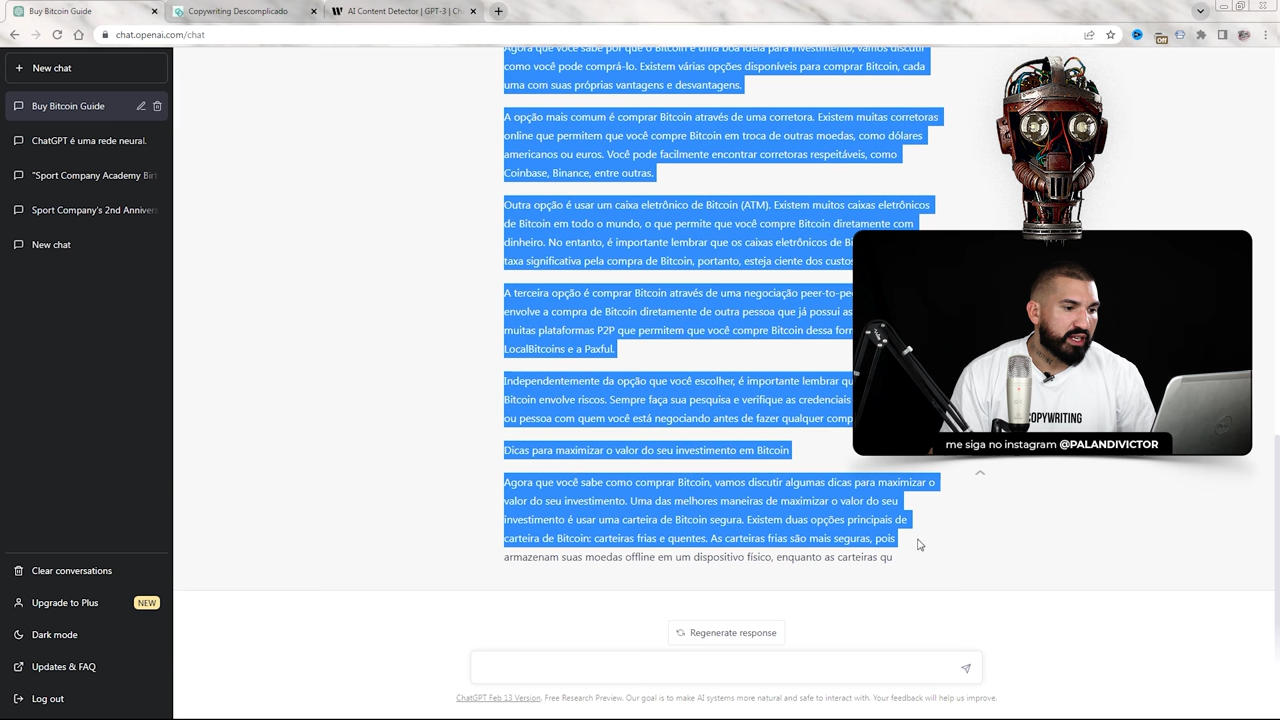 Buy Bitcoin Guide
Copywriting Descomplicado
AI Content Detector | GPT-3 | Ch
chat.openai.com/chat
Off
New chat
Buy Bitcoin Guide
ChatGPT é uma rede neural.
"Sport Company Academy Birt
Sport Company's 2nd Anniver
New chat
Clear conversations
Upgrade to Plus
NEW
Dark mode
Updates & FAQ
Log out
Agora que você sabe por que o Bitcoin é uma boa ideia para investimento, vamos discutir
como você pode comprá-lo. Existem várias opções disponíveis para comprar Bitcoin, cada
uma com suas próprias vantagens e desvantagens.
A opção mais comum é comprar Bitcoin através de uma corretora. Existem muitas corretoras
online que permitem que você compre Bitcoin em troca de outras moedas, como dólares
americanos ou euros. Você pode facilmente encontrar corretoras respeitáveis, como
Coinbase, Binance, entre outras.
Outra opção é usar um caixa eletrônico de Bitcoin (ATM). Existem muitos caixas eletrônicos
de Bitcoin em todo o mundo, o que permite que você compre Bitcoin diretamente com
dinheiro. No entanto, é importante lembrar que os caixas eletrônicos de Bi
taxa significativa pela compra de Bitcoin, portanto, esteja ciente dos custos
A terceira opção é comprar Bitcoin através de uma negociação peer-to-pee
envolve a compra de Bitcoin diretamente de outra pessoa que já possui as
muitas plataformas P2P que permitem que você compre Bitcoin dessa for
LocalBitcoins e a Paxful.
Independentemente da opção que você escolher, é importante lembrar qu
Bitcoin envolve riscos. Sempre faça sua pesquisa e verifique as credenciais
ou pessoa com quem você está negociando antes de fazer qualquer comp
Dicas para maximizar o valor do seu investimento em Bitcoin
Agora que você sabe como comprar Bitcoin, vamos discutir algumas dicas para maximizar o
valor do seu investimento. Uma das melhores maneiras de maximizar o valor do seu
investimento é usar uma carteira de Bitcoin segura. Existem duas opções principais de
carteira de Bitcoin: carteiras frias e quentes. As carteiras frias são mais seguras, pois
armazenam suas moedas offline em um dispositivo físico, enquanto as carteiras qu
COPYWRITING
me siga no instagram @PALANDIVICTOR
Regenerate response
ChatGPT Feb 13 Version. Free Research Preview. Our goal is to make AI systems more natural and safe to interact with. Your feedback will help us improve.